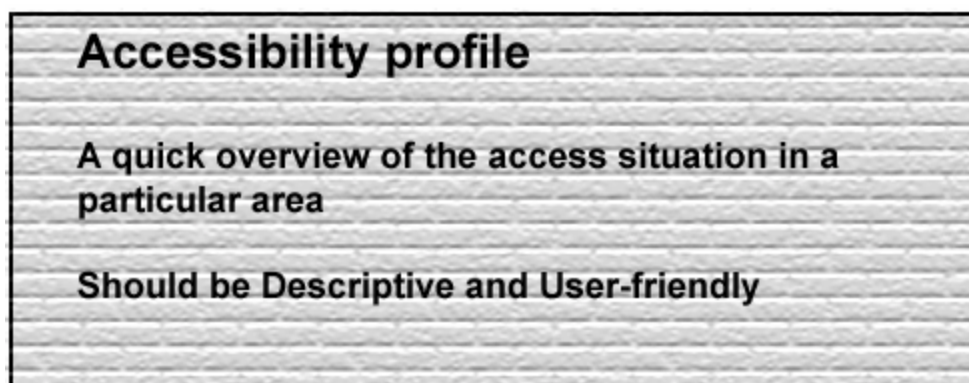 Accessibility profile
A quick overview of the access situation in a
particular area
Should be Descriptive and User-friendly